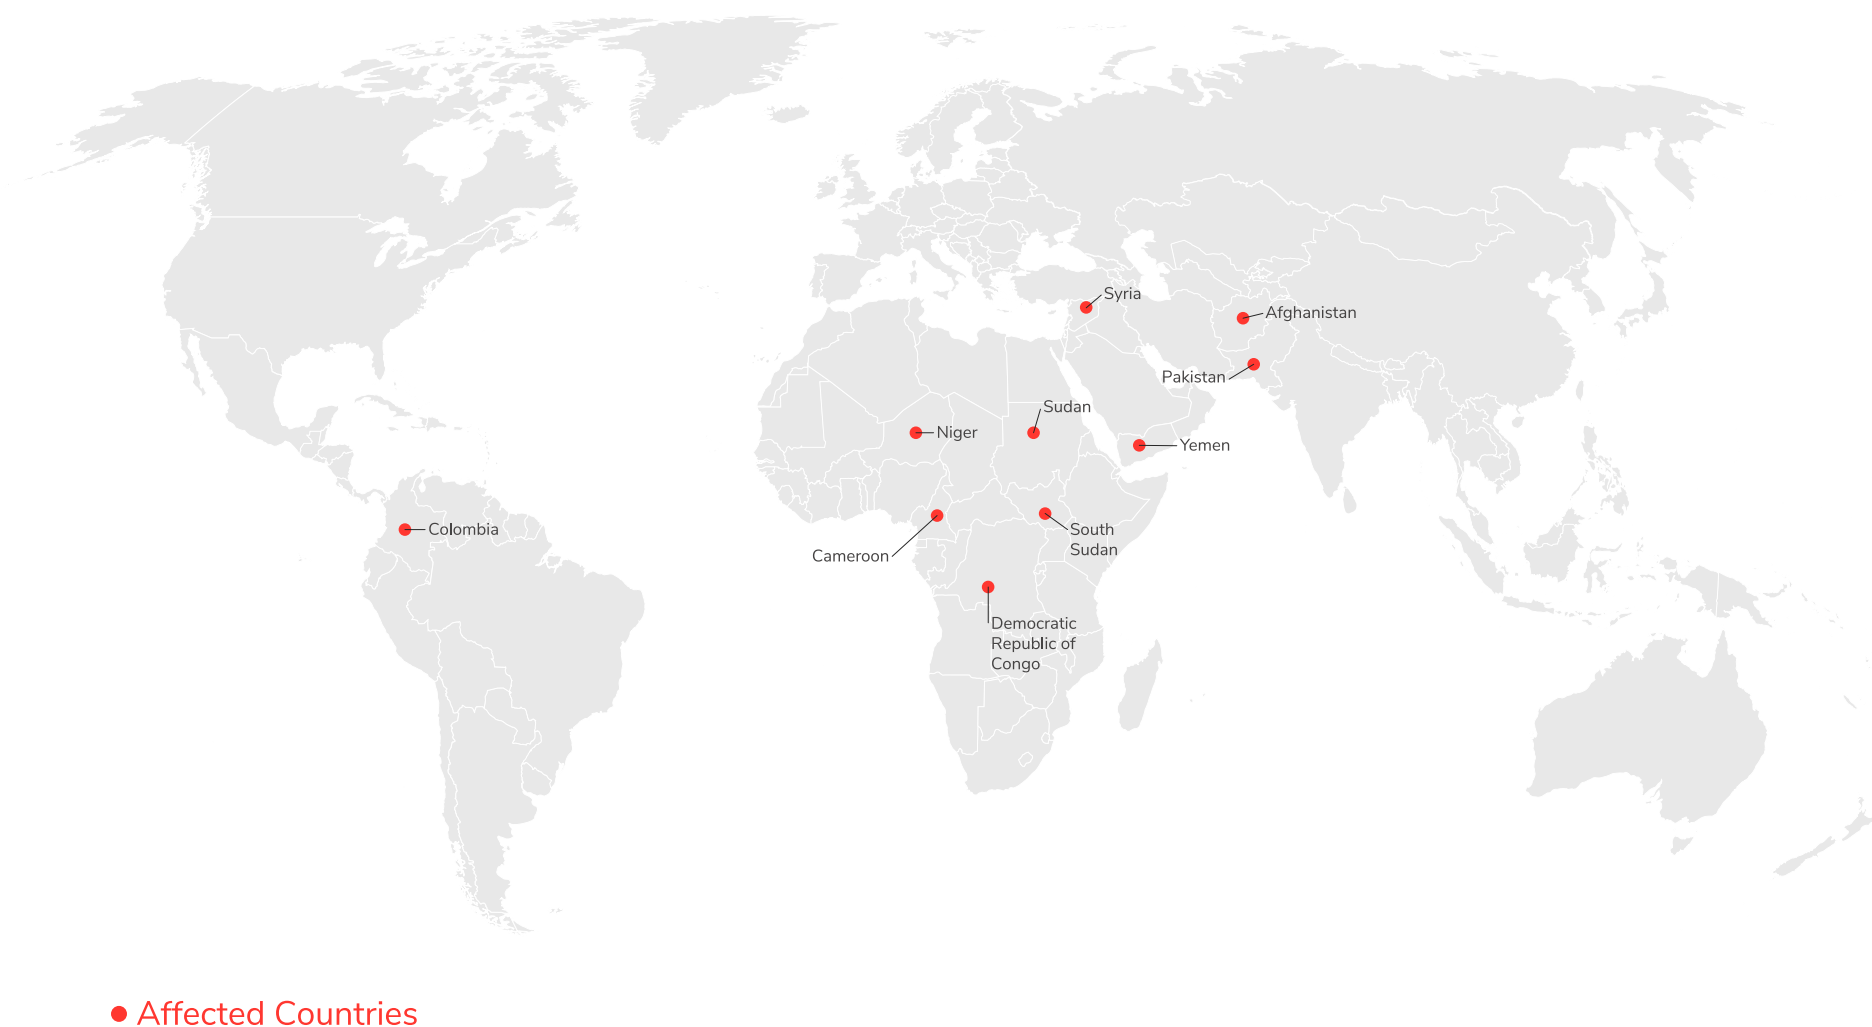 Syria
Afghanistan
Pakistan
Sudan
Niger
Yemen
Colombia
South
Sudan
Cameroon
Democratic
Republic of
Congo
Affected Countries